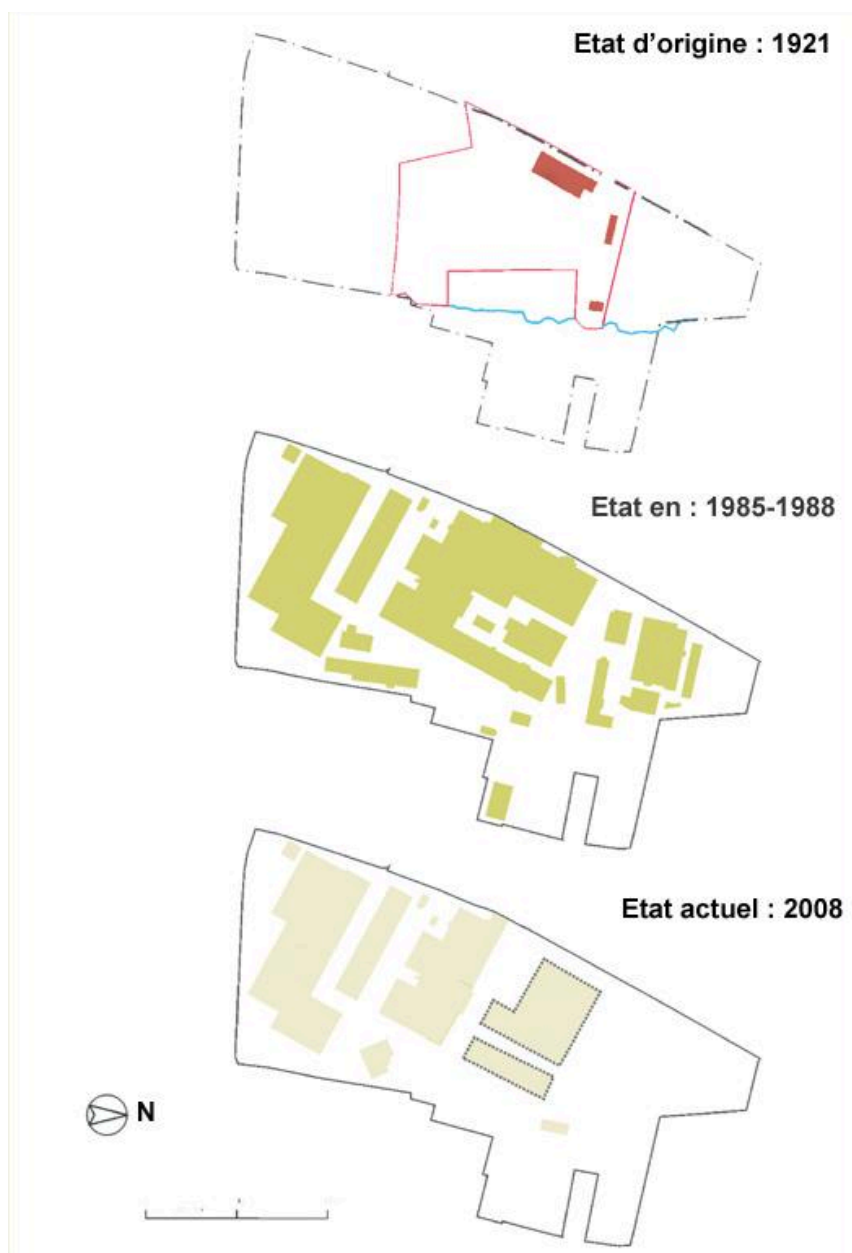 Etat d'origine : 1921
Etat en : 1985-1988
Etat actuel : 2008
N